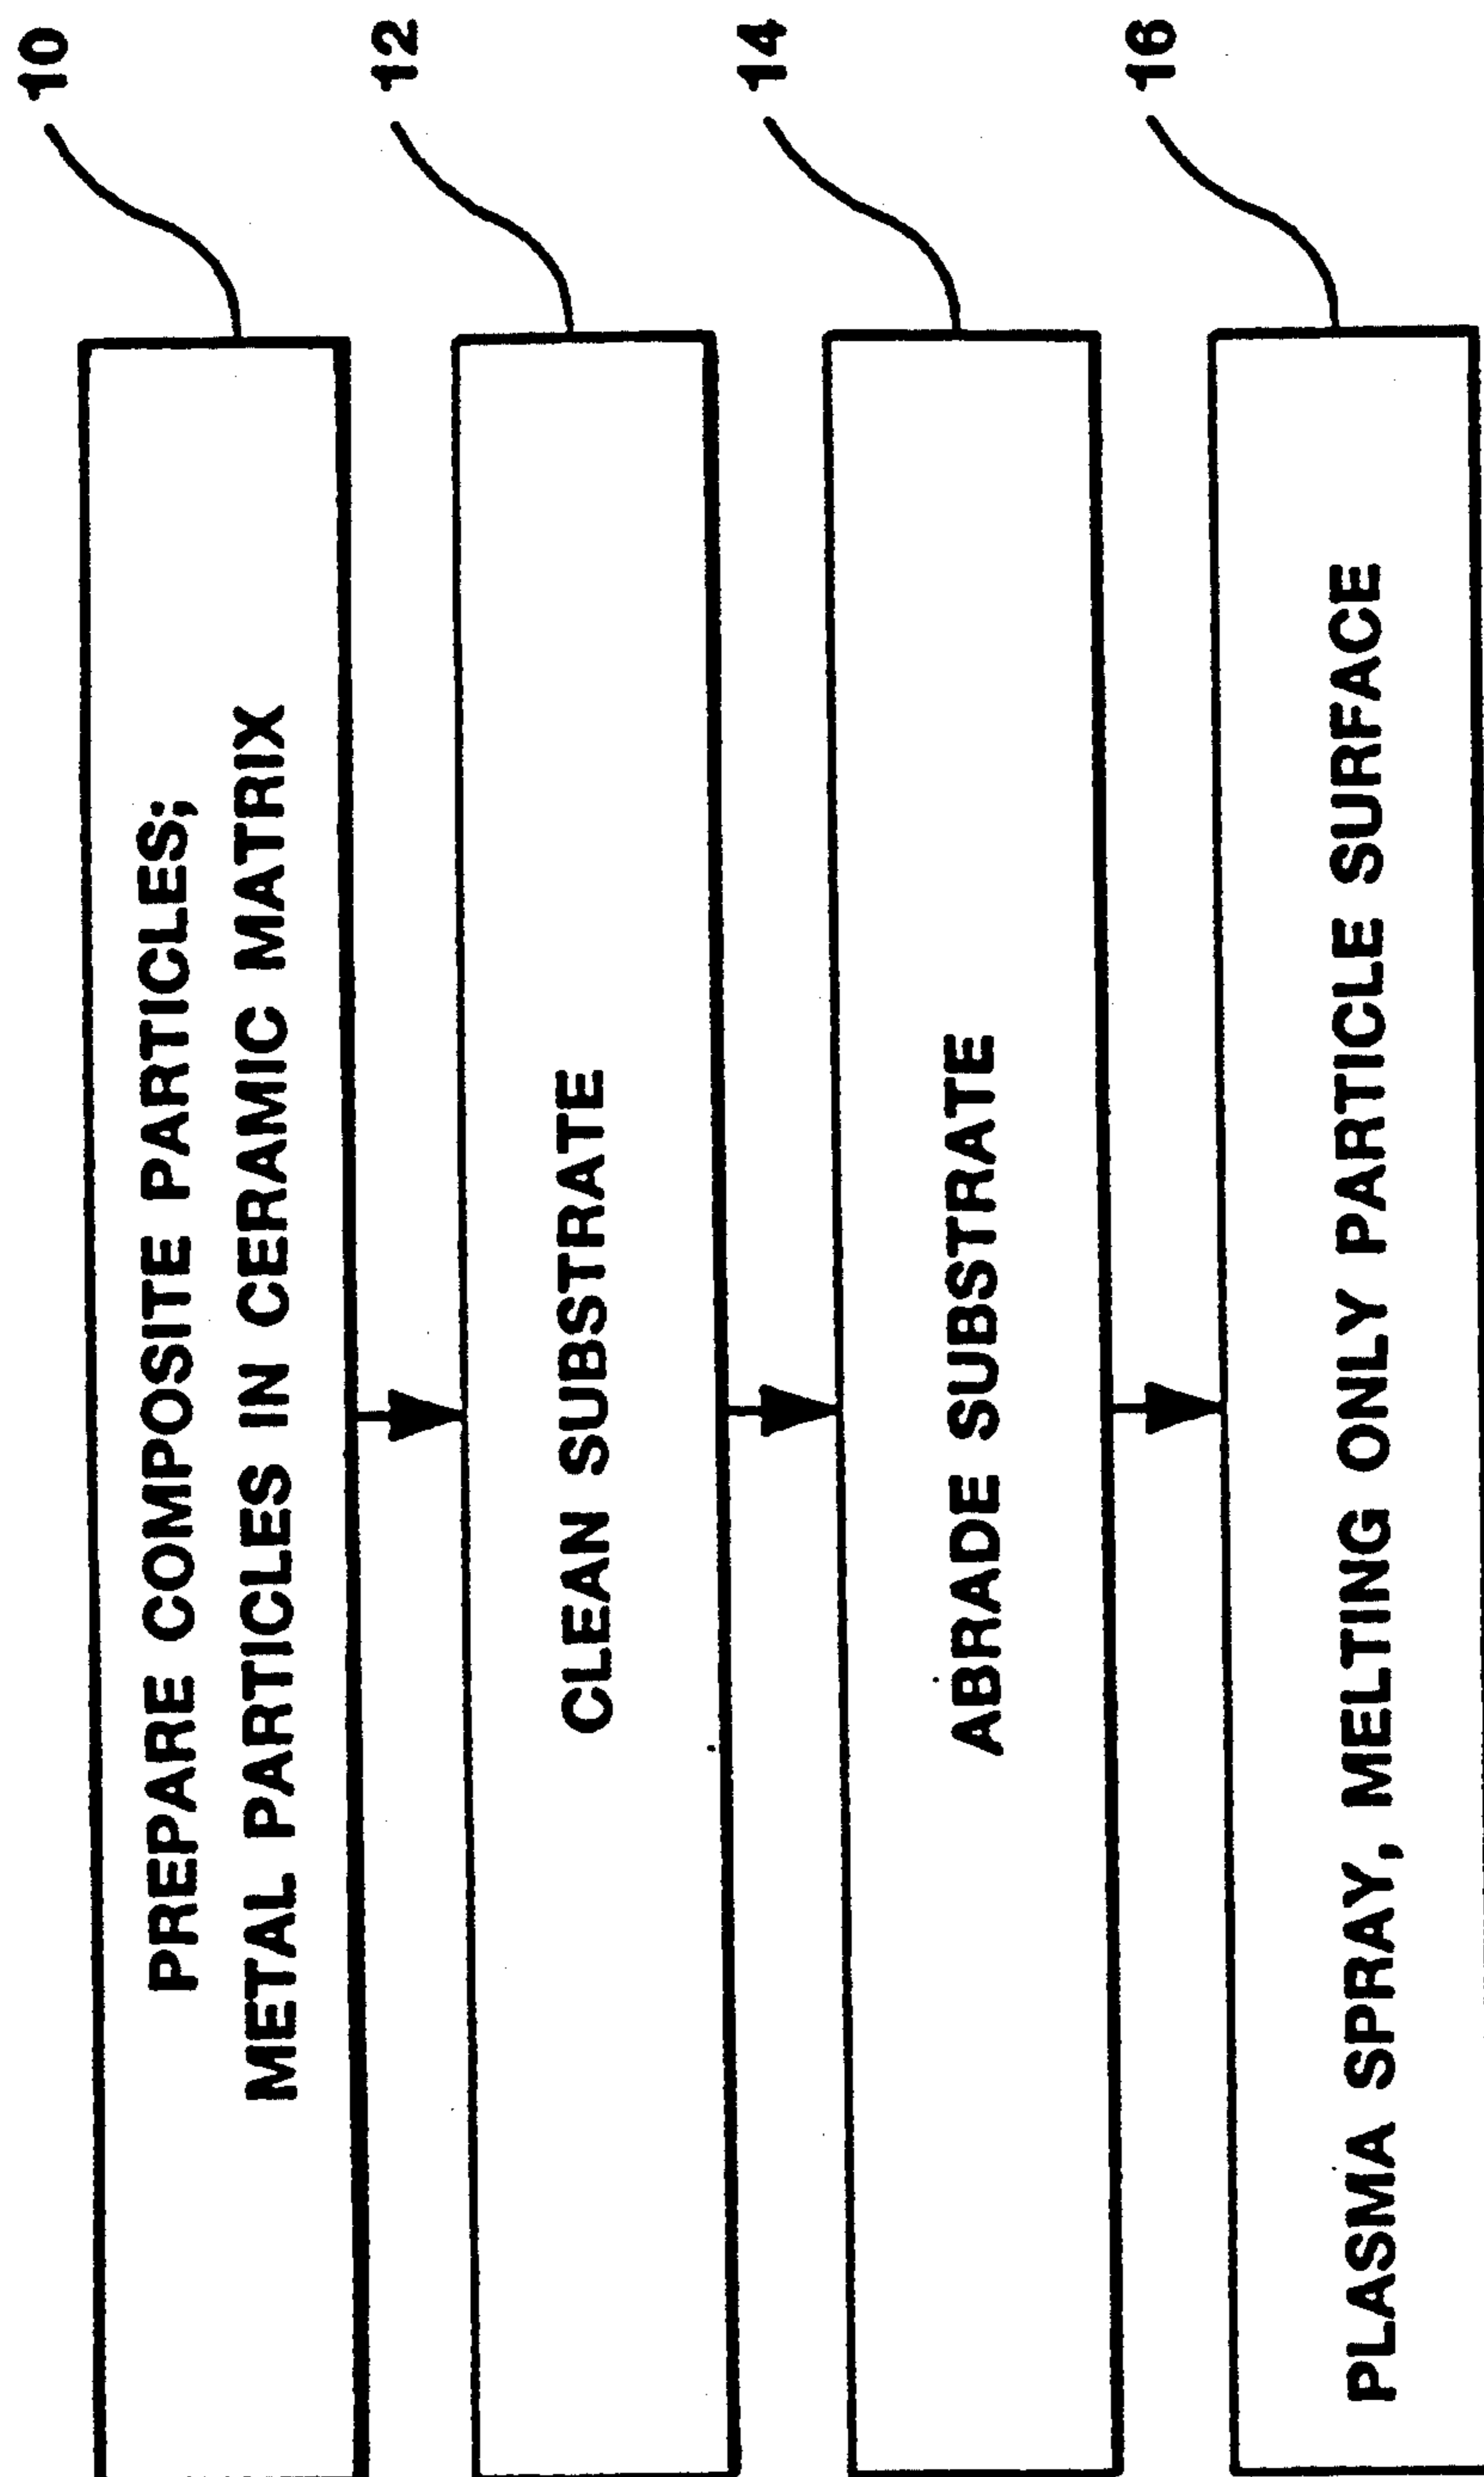 10
PREPARE COMPOSITE PARTICLES;
METAL PARTICLES IN CERAMIC MATRIX
12
CLEAN SUBSTRATE
14
ABRADE SUBSTRATE
16
PLASMA SPRAY, MELTING ONLY PARTICLE SURFACE